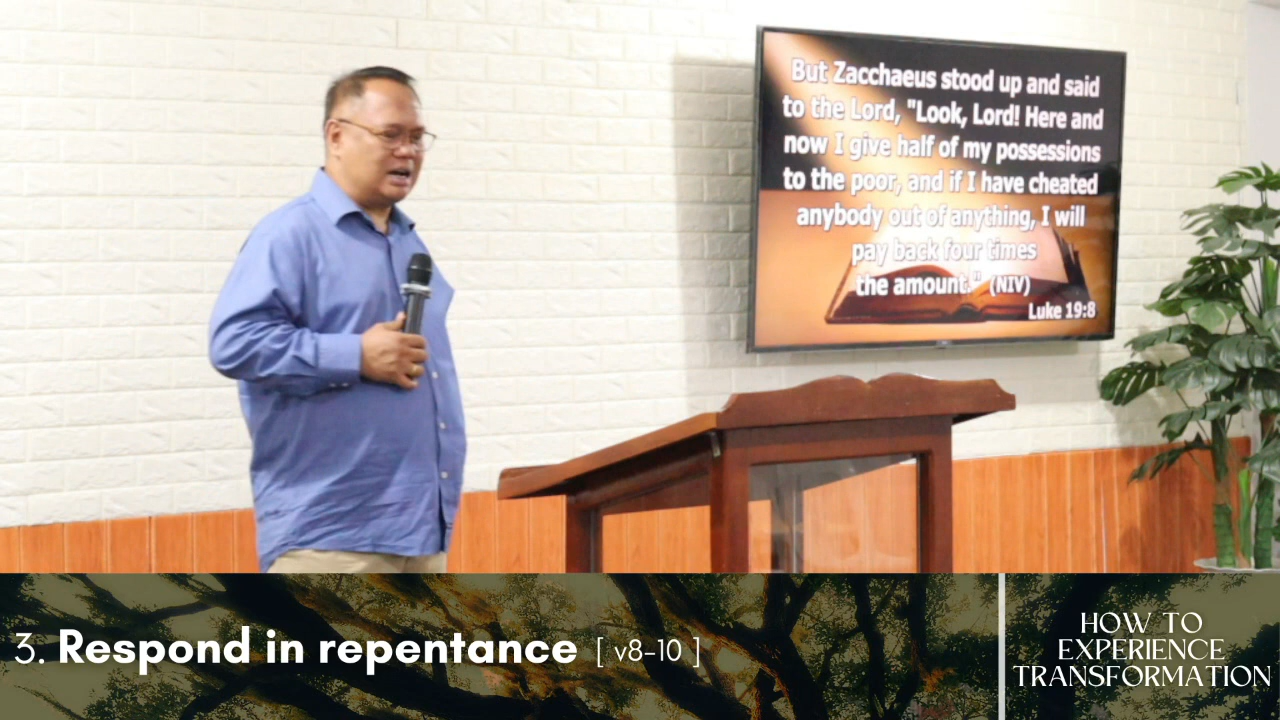 But Zacchaeus stood up and said
to the Lord, "Look, Lord! Here and
now I give half of my possessions
to the poor, and if I have cheated
anybody out of anything, I will
pay back four times
the amount." (NIV)
Luke 19:8
3. Respond in repentance [ v8-10 ]
HOW TO
EXPERIENCE
TRANSFORMATION